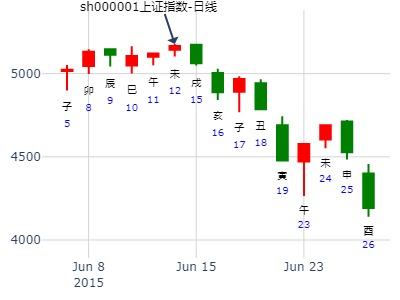 sh000001上证指数-日线
5000
4500
4000
子
5
卯
8
辰
9
巳
10
午
11
未
12
戌
15
亥
16
子
17
丑
18
寅
19
午
23
未
24
申
25
酉
26
Jun 8
2015
Jun 15
Jun 23